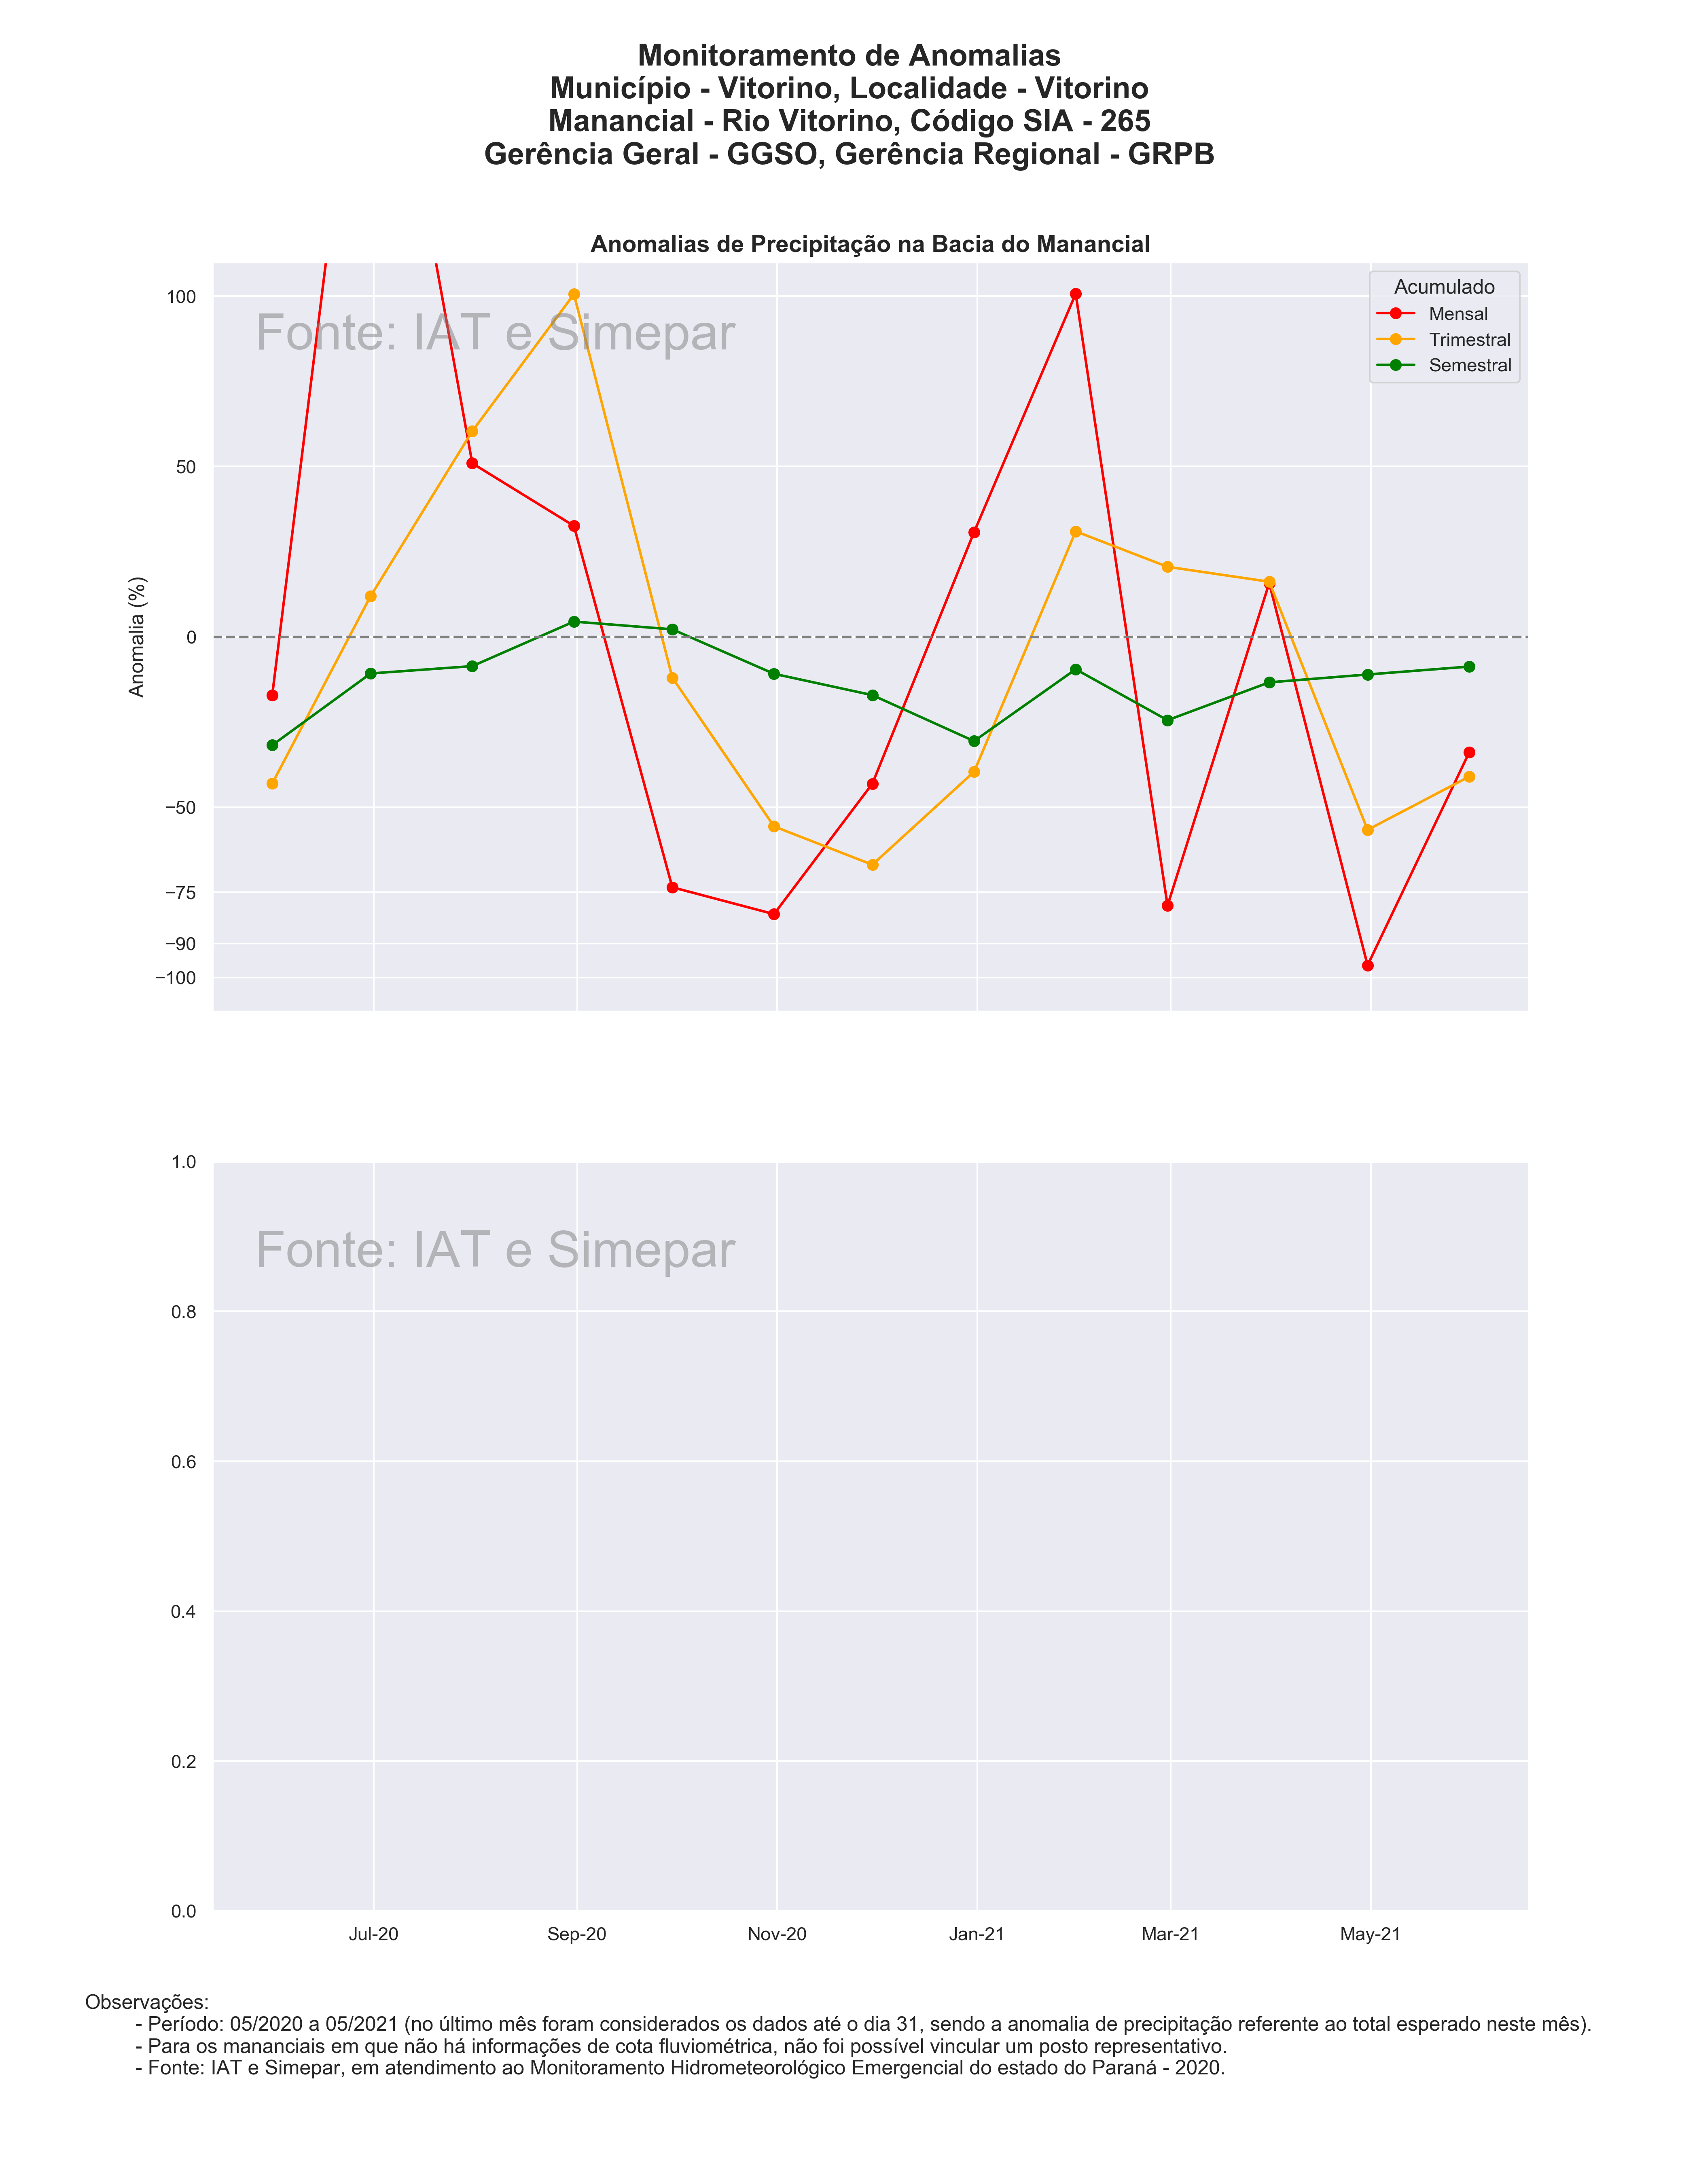 Monitoramento de Anomalias
Município - Vitorino, Localidade - Vitorino
Manancial - Rio Vitorino, Código SIA - 265
Gerência Geral - GGSO, Gerência Regional - GRPB
Anomalias de Precipitação na Bacia do Manancial
Fonte: IAT e Simepar
Acumulado
Mensal
Trimestral
Semestral
Anomalia (%)
100
50
0
−50
−75
−90
−100
Fonte: IAT e Simepar
1.0
0.8
0.6
0.4
0.2
0.0
Jul-20 Sep-20 Nov-20 Jan-21 Mar-21 May-21
Observações:
- Período: 05/2020 a 05/2021 (no último mês foram considerados os dados até o dia 31, sendo a anomalia de precipitação referente ao total esperado neste mês).
- Para os mananciais em que não há informações de cota fluviométrica, não foi possível vincular um posto representativo.
- Fonte: IAT e Simepar, em atendimento ao Monitoramento Hidrometeorológico Emergencial do estado do Paraná - 2020.